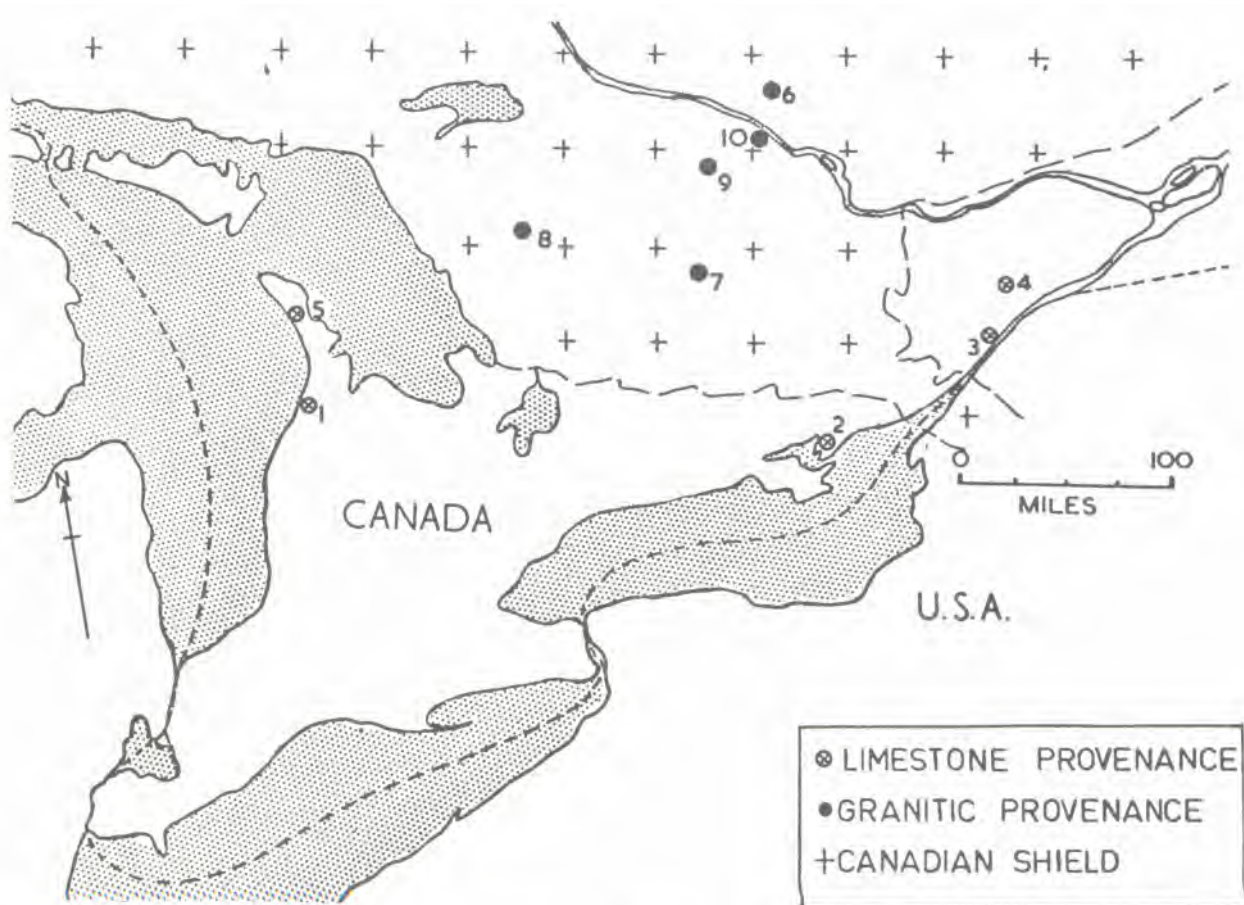 6
10
9
8
7
4
5
3
1
2
N
0 100
MILES
CANADA
U.S.A.
⊗ LIMESTONE PROVENANCE
● GRANITIC PROVENANCE
+ CANADIAN SHIELD